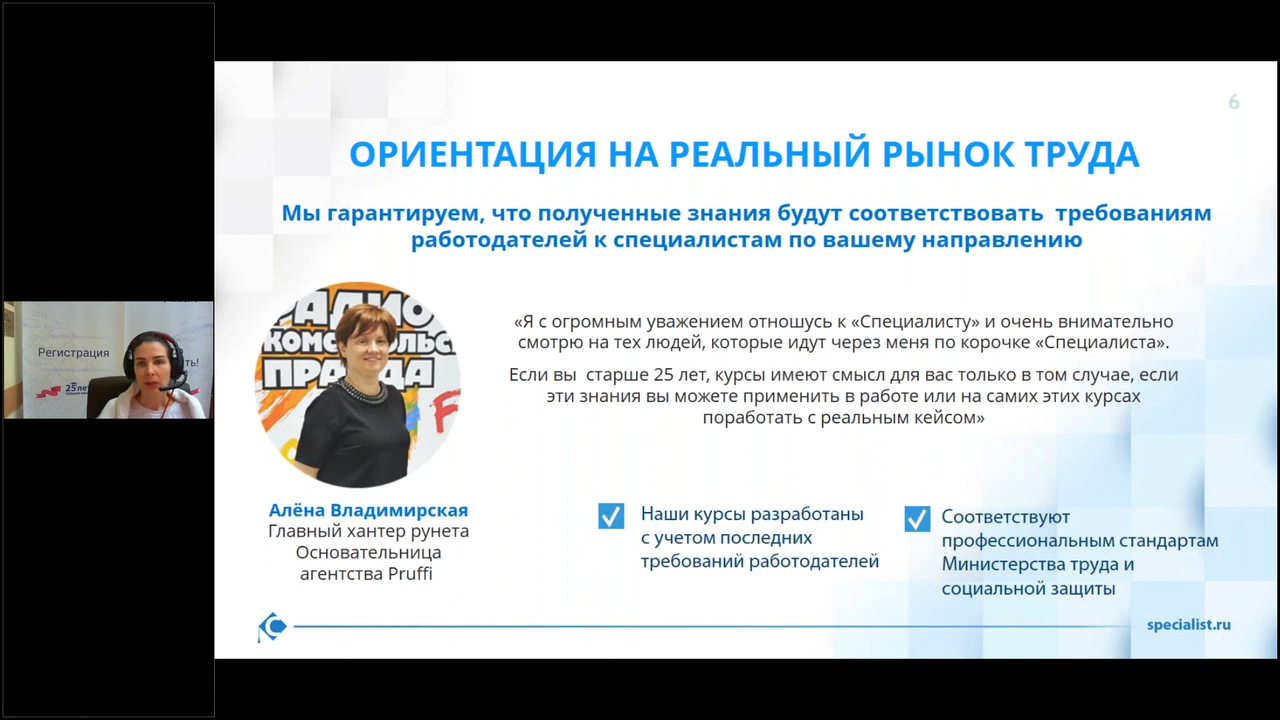 6
ОРИЕНТАЦИЯ НА РЕАЛЬНЫЙ РЫНОК ТРУДА
Мы гарантируем, что полученные знания будут соответствовать требованиям
работодателей к специалистам по вашему направлению
«Я с огромным уважением отношусь к «Специалисту» и очень внимательно
смотрю на тех людей, которые идут через меня по корочке «Специалиста».
Если вы старше 25 лет, курсы имеют смысл для вас только в том случае, если
эти знания вы можете применить в работе или на самих этих курсах
поработать с реальным кейсом»
Алёна Владимирская
Главный хантер рунета
Основательница
агентства Pruffi
Наши курсы разработаны
с учетом последних
требований работодателей
Соответствуют
профессиональным стандартам
Министерства труда и
социальной защиты
specialist.ru
Регистрация
25 лет
РАДИО
ПРАВДА